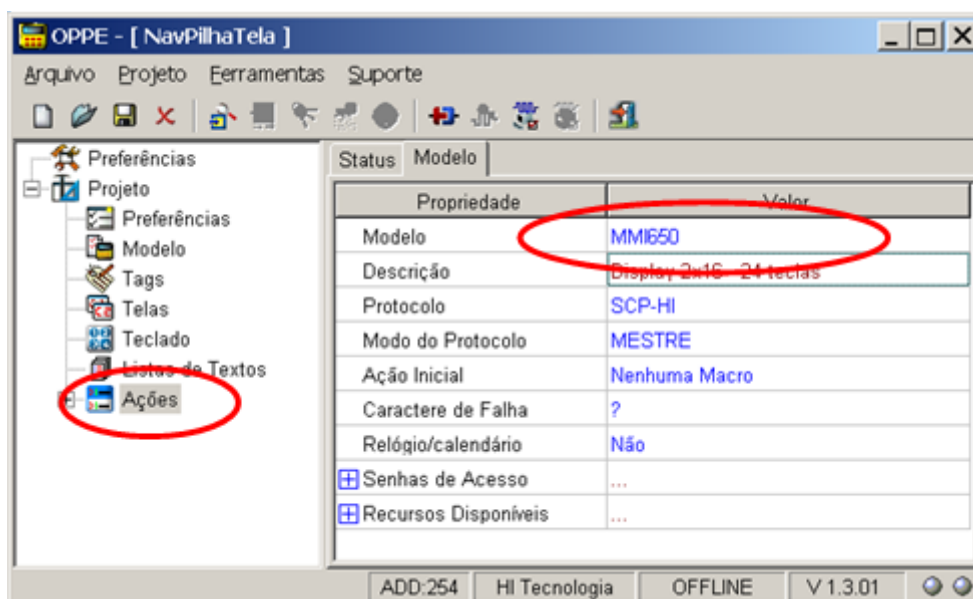 OPPE - [ NavPilhaTela ]
Arquivo Projeto Ferramentas Suporte
Preferências
Projeto
Preferências
Modelo
Tags
Telas
Teclado
Listas de Textos
Ações
Status Modelo
Propriedade Valor
Modelo MMI650
Descrição Display 2x16 - 24 teclas
Protocolo SCP-HI
Modo do Protocolo MESTRE
Ação Inicial Nenhuma Macro
Caractere de Falha ?
Relógio/calendário Não
Senhas de Acesso ...
Recursos Disponíveis ...
ADD:254 HI Tecnologia OFFLINE V 1.3.01